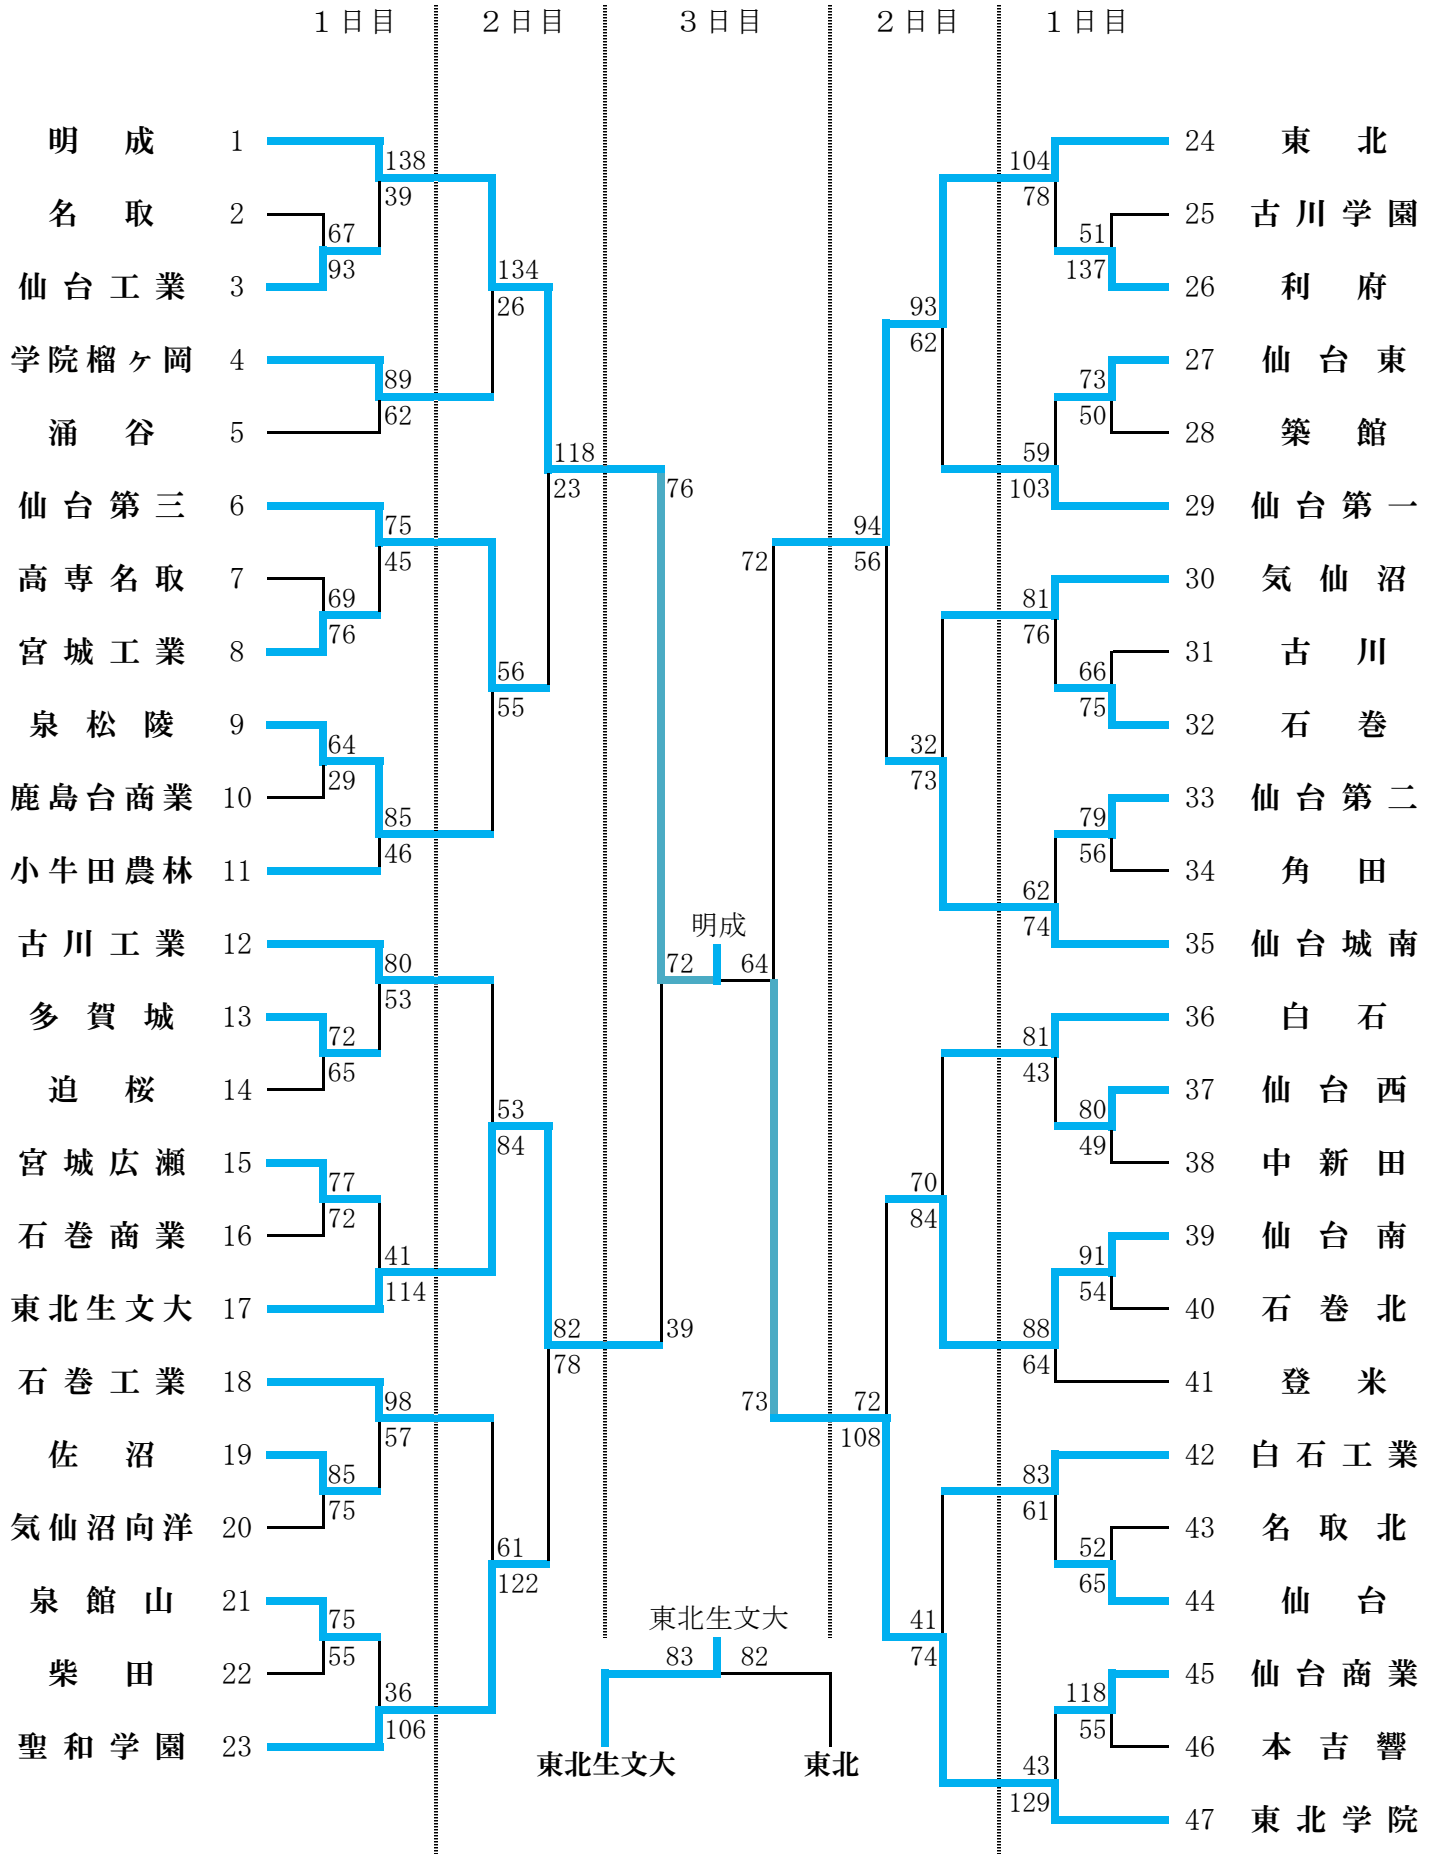 1日目 2日目 3日目 2日目 1日目
明成 1
138
39
名取 2
67
93
仙台工業 3
134
26
学院榴ヶ岡 4
89
62
涌谷 5
118
23
仙台第三 6
75
45
高専名取 7
69
76
宮城工業 8
56
55
泉松陵 9
64
29
鹿島台商業 10
85
46
小牛田農林 11
古川工業 12
80
53
多賀城 13
72
65
迫桜 14
53
84
宮城広瀬 15
77
72
石巻商業 16
41
114
東北生文大 17
82
78
石巻工業 18
98
57
佐沼 19
85
75
気仙沼向洋 20
61
122
泉館山 21
75
55
柴田 22
36
106
聖和学園 23
76
39
72
73
明成
72 64
東北生文大
83 82
東北生文大 東北
24 東北
104
78
25 古川学園
51
137
26 利府
93
62
27 仙台東
73
50
28 築館
59
103
29 仙台第一
94
56
30 気仙沼
81
76
31 古川
66
75
32 石巻
32
73
33 仙台第二
79
56
34 角田
62
74
35 仙台城南
36 白石
81
43
37 仙台西
80
49
38 中新田
70
84
39 仙台南
91
54
40 石巻北
88
64
41 登米
72
108
42 白石工業
83
61
43 名取北
52
65
44 仙台
41
74
45 仙台商業
118
55
46 本吉響
43
129
47 東北学院